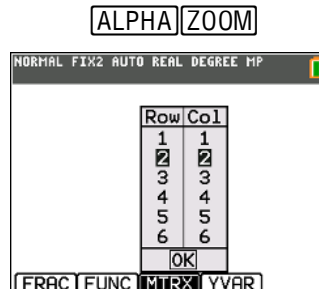 ALPHA ZOOM
NORMAL FIX2 AUTO REAL DEGREE MP
Row Col
1 1
2 2
3 3
4 4
5 5
6 6
OK
FRAC FUNC MTRX YVAR